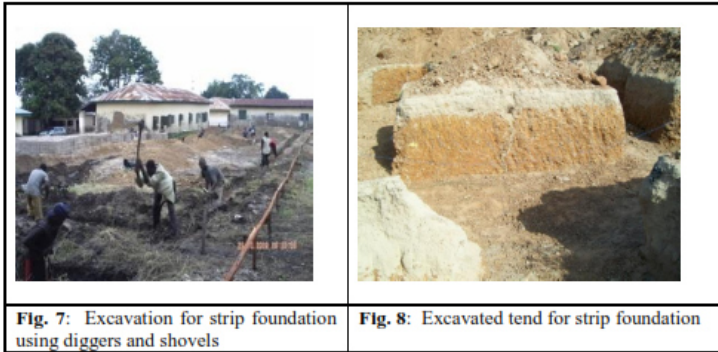 Fig. 7: Excavation for strip foundation
using diggers and shovels
Fig. 8: Excavated tend for strip foundation